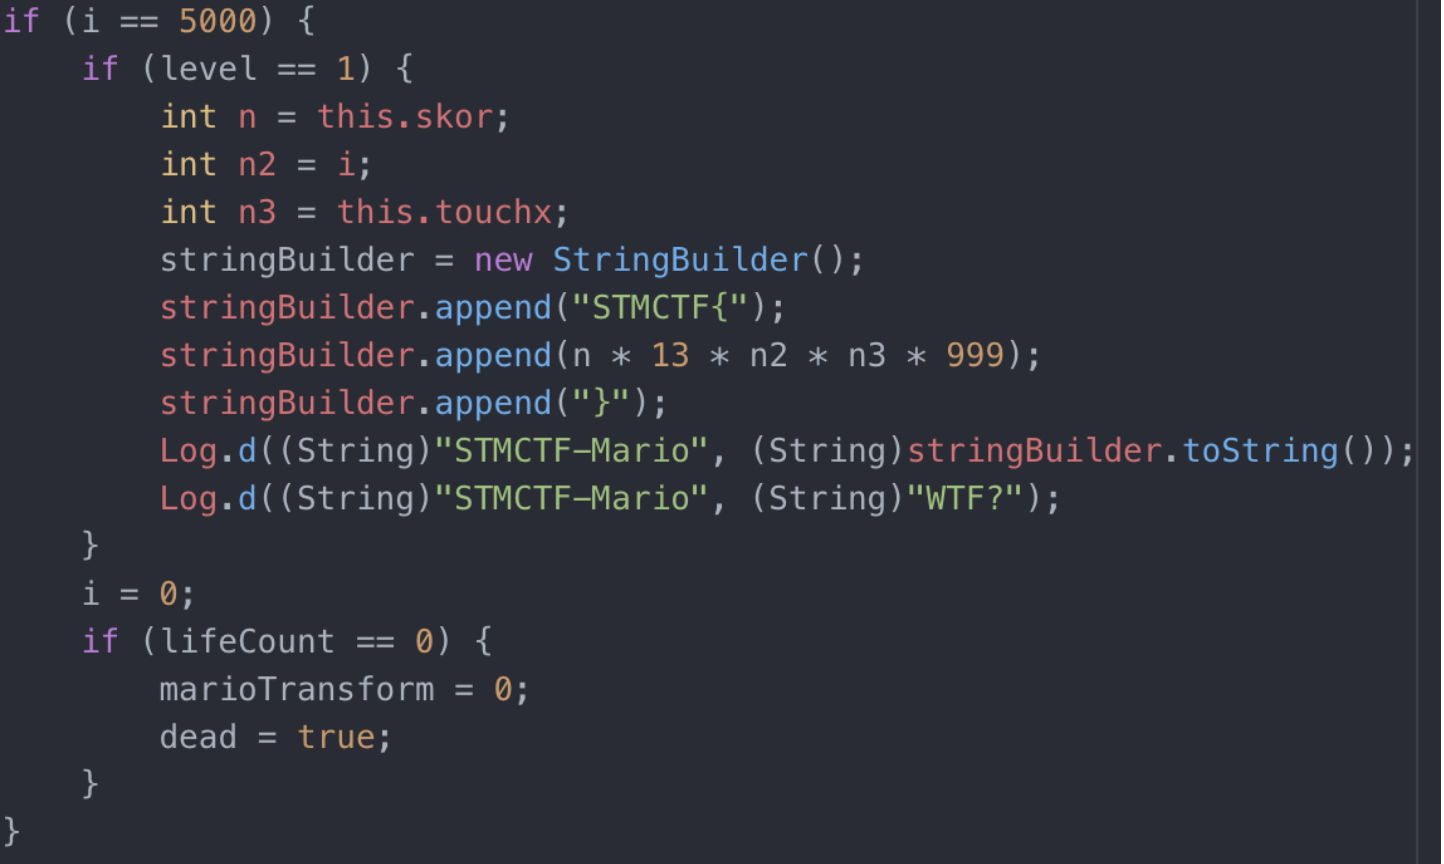 if (i == 5000) {
    if (level == 1) {
        int n = this.skor;
        int n2 = i;
        int n3 = this.touchx;
        stringBuilder = new StringBuilder();
        stringBuilder.append("STMCTF{");
        stringBuilder.append(n * 13 * n2 * n3 * 999);
        stringBuilder.append("}");
        Log.d((String)"STMCTF-Mario", (String)stringBuilder.toString());
        Log.d((String)"STMCTF-Mario", (String)"WTF?");
    }
    i = 0;
    if (lifeCount == 0) {
        marioTransform = 0;
        dead = true;
    }
}